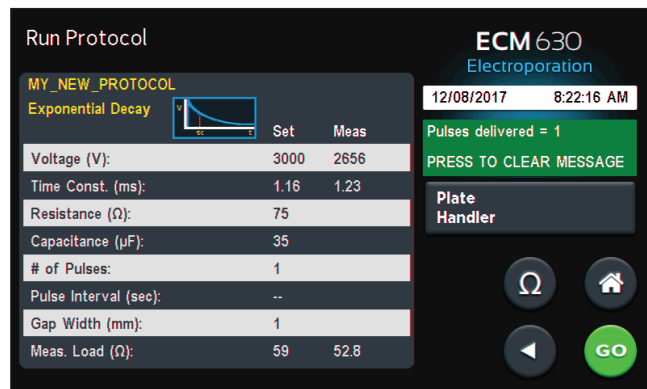 Run Protocol
ECM 630
Electroporation
MY_NEW_PROTOCOL
Exponential Decay
V
TC
t
Set Meas
12/08/2017 8:22:16 AM
Pulses delivered = 1
PRESS TO CLEAR MESSAGE
Voltage (V): 3000 2656
Time Const. (ms): 1.16 1.23
Resistance (Ω): 75
Capacitance (µF): 35
# of Pulses: 1
Pulse Interval (sec): --
Gap Width (mm): 1
Meas. Load (Ω): 59 52.8
Plate
Handler
Ω
GO